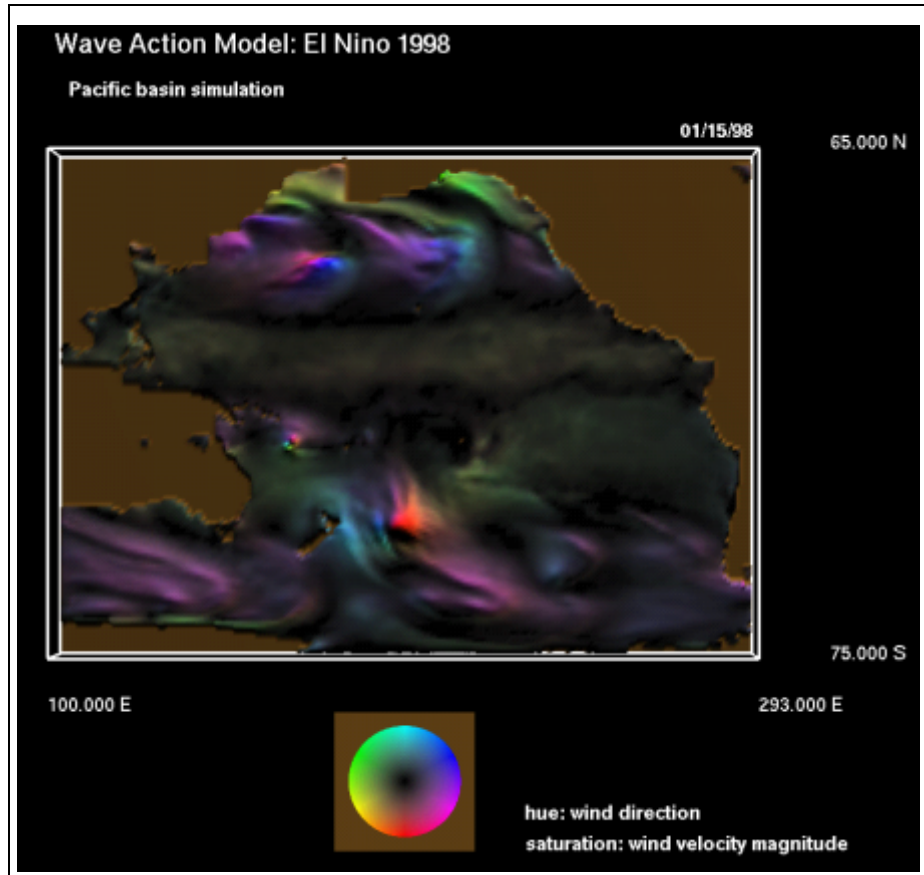 Wave Action Model: El Nino 1998
Pacific basin simulation
01/15/98
65.000 N
75.000 S
100.000 E
293.000 E
hue: wind direction
saturation: wind velocity magnitude